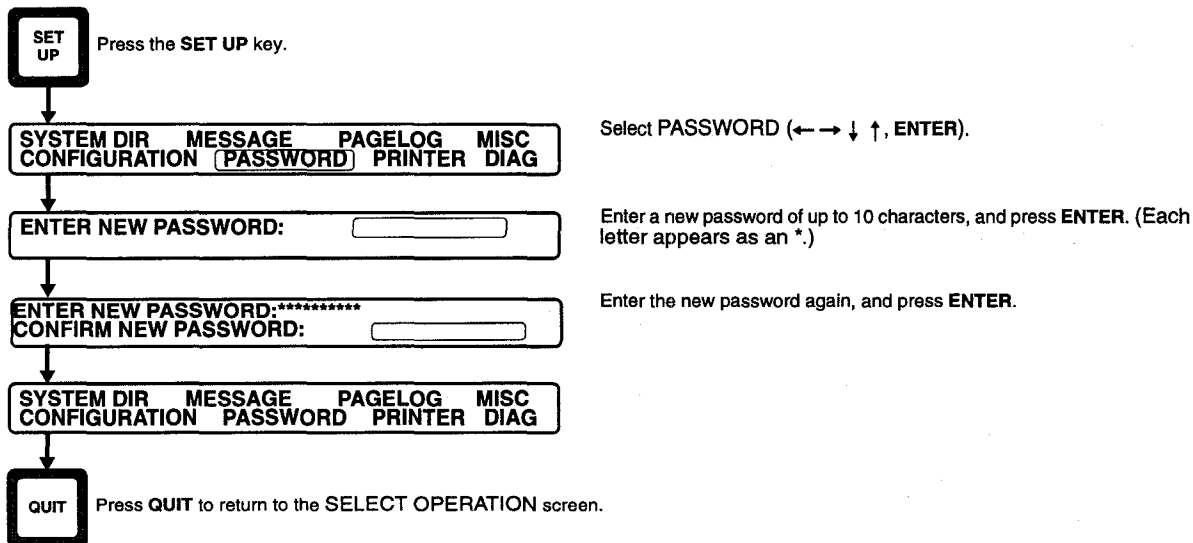 SET
UP
Press the SET UP key.
SYSTEM DIR MESSAGE PAGELOG MISC
CONFIGURATION PASSWORD PRINTER DIAG
Select PASSWORD (← → ↓ ↑, ENTER).
ENTER NEW PASSWORD:
Enter a new password of up to 10 characters, and press ENTER. (Each
letter appears as an *.)
ENTER NEW PASSWORD:**********
CONFIRM NEW PASSWORD:
Enter the new password again, and press ENTER.
SYSTEM DIR MESSAGE PAGELOG MISC
CONFIGURATION PASSWORD PRINTER DIAG
QUIT
Press QUIT to return to the SELECT OPERATION screen.